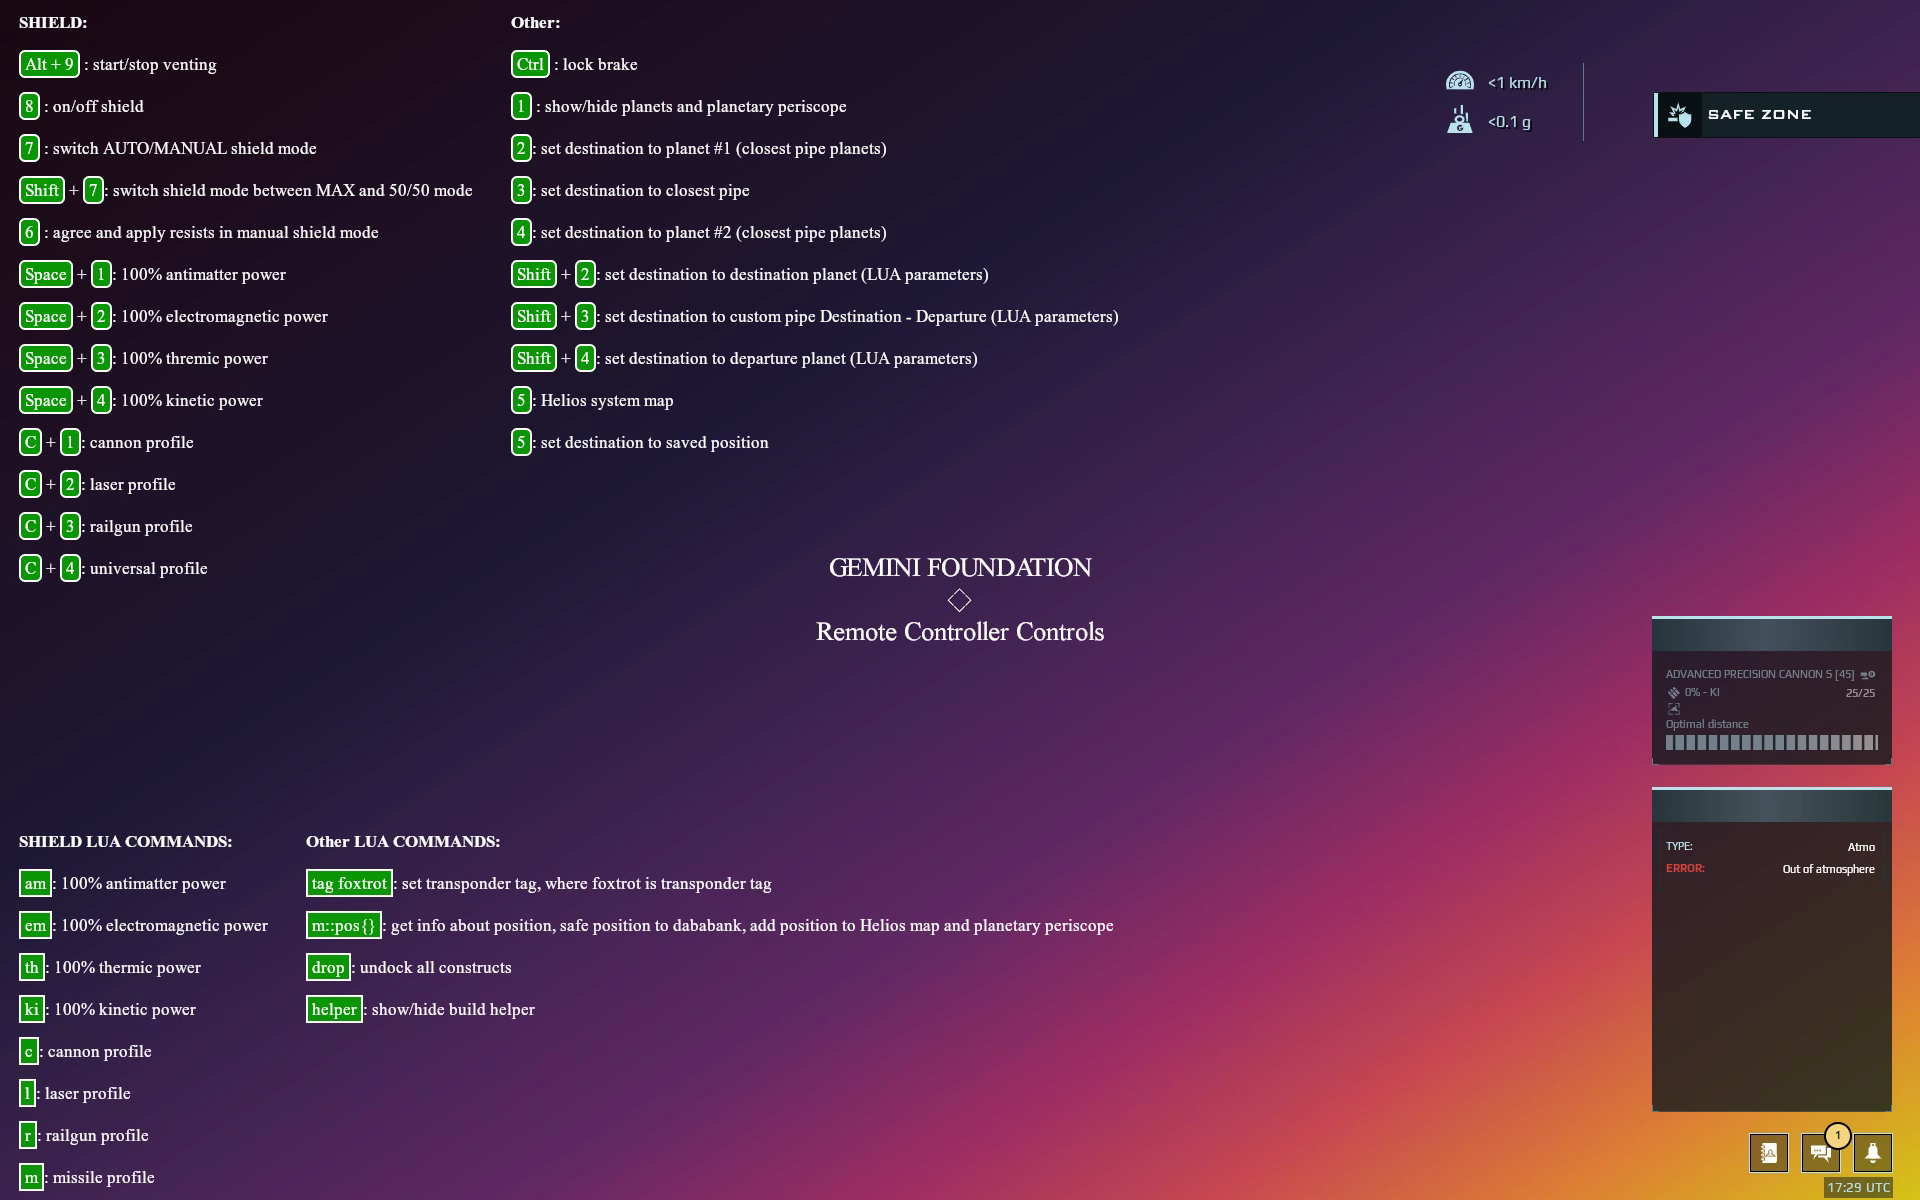 SHIELD:
Alt + 9 : start/stop venting
8 : on/off shield
7 : switch AUTO/MANUAL shield mode
Shift + 7: switch shield mode between MAX and 50/50 mode
6 : agree and apply resists in manual shield mode
Space + 1: 100% antimatter power
Space + 2: 100% electromagnetic power
Space + 3: 100% thremic power
Space + 4: 100% kinetic power
C + 1: cannon profile
C + 2: laser profile
C + 3: railgun profile
C + 4: universal profile
Other:
Ctrl : lock brake
1 : show/hide planets and planetary periscope
2: set destination to planet #1 (closest pipe planets)
3: set destination to closest pipe
4: set destination to planet #2 (closest pipe planets)
Shift + 2: set destination to destination planet (LUA parameters)
Shift + 3: set destination to custom pipe Destination - Departure (LUA parameters)
Shift + 4: set destination to departure planet (LUA parameters)
5: Helios system map
5: set destination to saved position
<1 km/h
<0.1 g
G
SAFE ZONE
GEMINI FOUNDATION
Remote Controller Controls
ADVANCED PRECISION CANNON S [45]
0% - KI 25/25
Optimal distance
TYPE: Atmo
ERROR: Out of atmosphere
SHIELD LUA COMMANDS:
am: 100% antimatter power
em: 100% electromagnetic power
th: 100% thermic power
ki: 100% kinetic power
c: cannon profile
l: laser profile
r: railgun profile
m: missile profile
Other LUA COMMANDS:
tag foxtrot: set transponder tag, where foxtrot is transponder tag
m::pos{}: get info about position, safe position to dababank, add position to Helios map and planetary periscope
drop: undock all constructs
helper: show/hide build helper
1
17:29 UTC